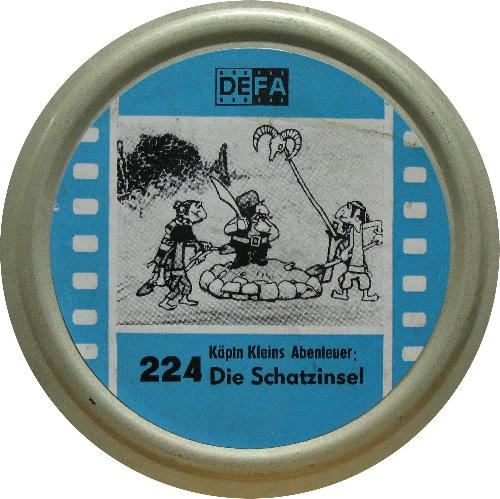 DEFA
Käptn Kleins Abenteuer:
224 Die Schatzinsel